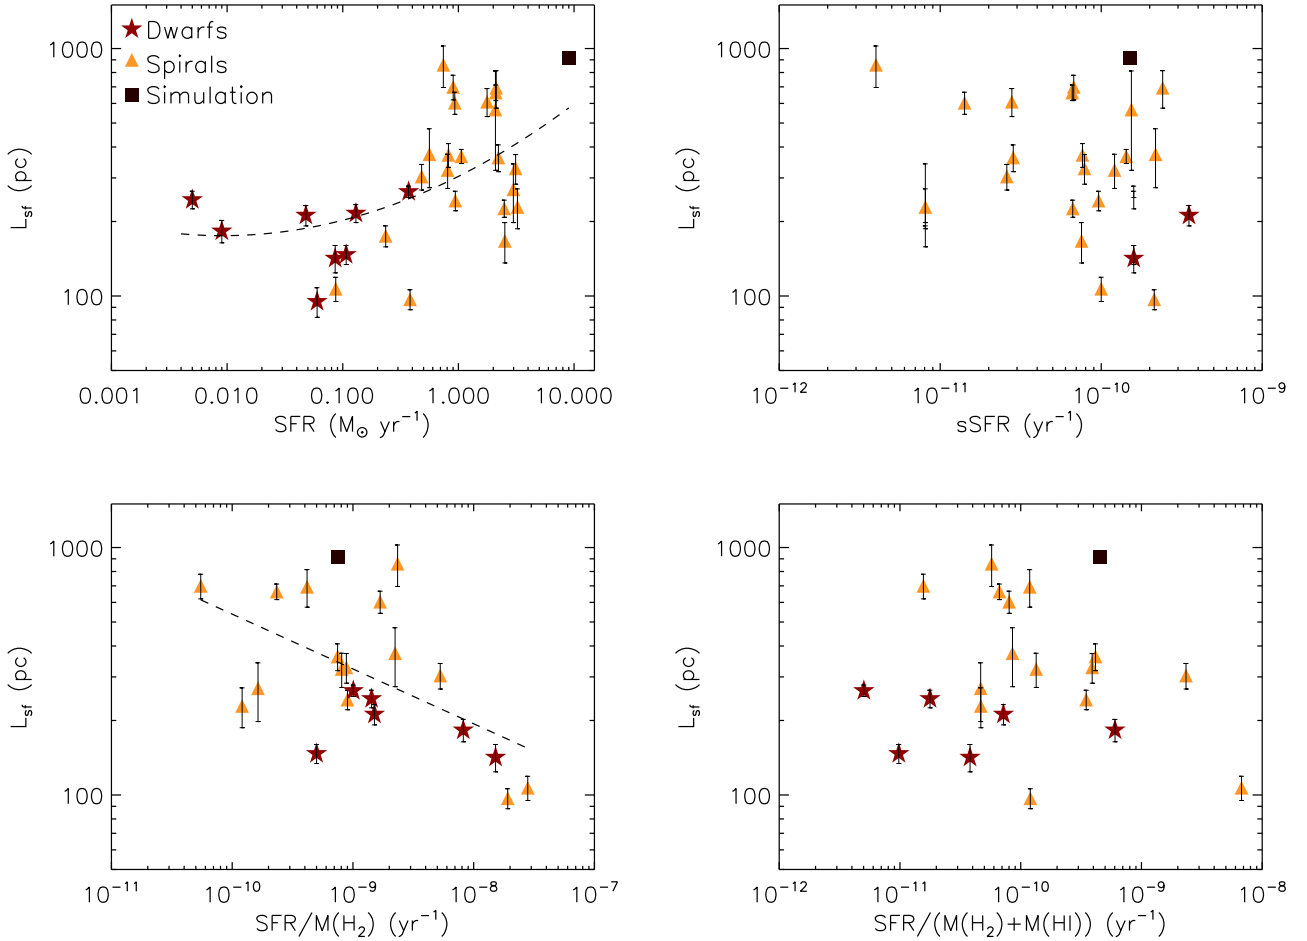 Dwarfs
Spirals
Simulation
1000
100
L_sf (pc)
0.001 0.010 0.100 1.000 10.000
SFR (M⊙ yr⁻¹)
1000
100
L_sf (pc)
10⁻¹² 10⁻¹¹ 10⁻¹⁰ 10⁻⁹
sSFR (yr⁻¹)
1000
100
L_sf (pc)
10⁻¹¹ 10⁻¹⁰ 10⁻⁹ 10⁻⁸ 10⁻⁷
SFR/M(H₂) (yr⁻¹)
1000
100
L_sf (pc)
10⁻¹² 10⁻¹¹ 10⁻¹⁰ 10⁻⁹ 10⁻⁸
SFR/(M(H₂)+M(HI)) (yr⁻¹)